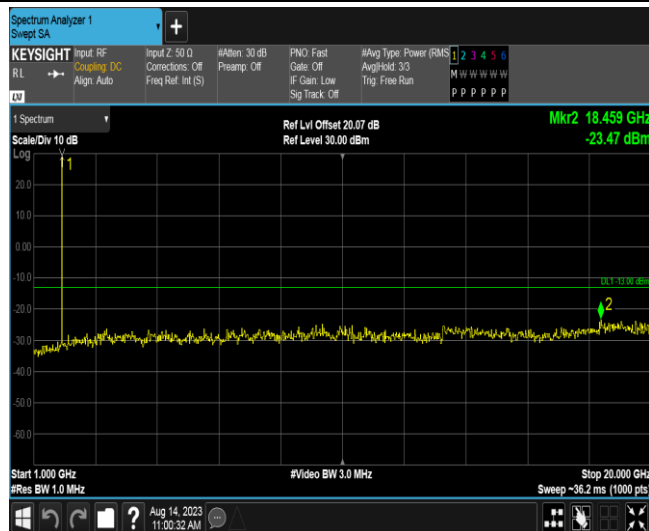 Spectrum Analyzer 1
Swept SA
KEYSIGHT
RL
LXI
Input: RF
Coupling: DC
Align: Auto
Input Z: 50 Ω
Corrections: Off
Freq Ref: Int (S)
#Atten: 30 dB
Preamp: Off
PNO: Fast
Gate: Off
IF Gain: Low
Sig Track: Off
#Avg Type: Power (RMS
Avg|Hold: 3/3
Trig: Free Run
1 2 3 4 5 6
M W W W W W
P P P P P P
1 Spectrum
Scale/Div 10 dB
Log
Ref Lvl Offset 20.07 dB
Ref Level 30.00 dBm
Mkr2 18.459 GHz
-23.47 dBm
1
20.0
10.0
0.00
-10.0
DL1 -13.00 dBm
2
-20.0
-30.0
-40.0
-50.0
-60.0
Start 1.000 GHz
#Res BW 1.0 MHz
#Video BW 3.0 MHz
Stop 20.000 GHz
Sweep ~36.2 ms (1000 pts)
?
Aug 14, 2023
11:00:32 AM